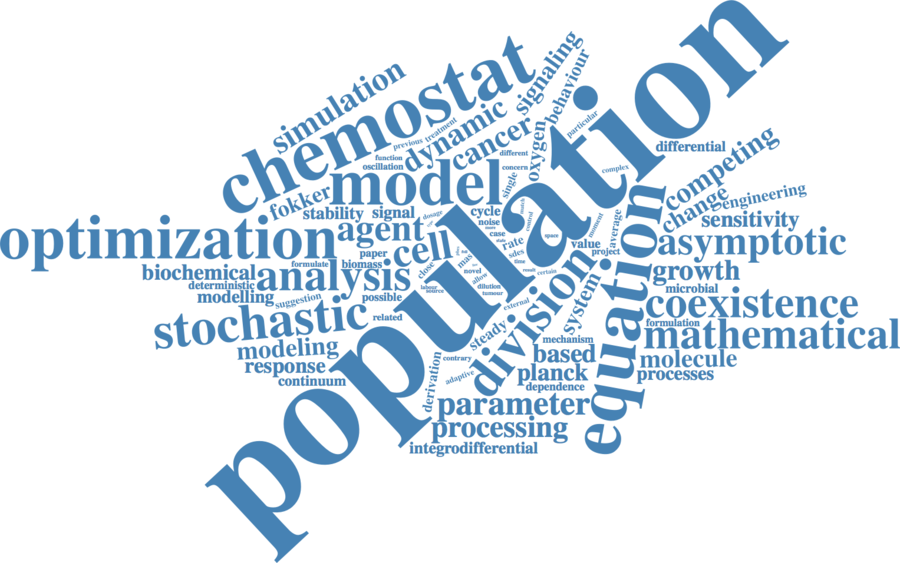 population
chemostat
simulation
signaling
behaviour
dynamic
cancer
oxygen
particular
previous
treatment
function
oscillation
different
concern
complex
differential
competing
engineering
change
sensitivity
fokker
model
single
stability
signal
dosage
cycle
noise
case
control
space
moment
average
optimization
agent
cell
rate
sdes
value
project
equation
asymptotic
paper
biomass
formulate
close
mas
novel
allow
time
result
certain
biochemical
deterministic
modelling
analysis
suggestion
possible
labour
source
dilution
tumour
external
division
system
growth
microbial
stochastic
related
coexistence
formulation
mathematical
steady
mechanism
modeling
response
continuum
derivation
contrary
adaptive
based
planck
dependence
molecule
processes
parameter
processing
integrodifferential